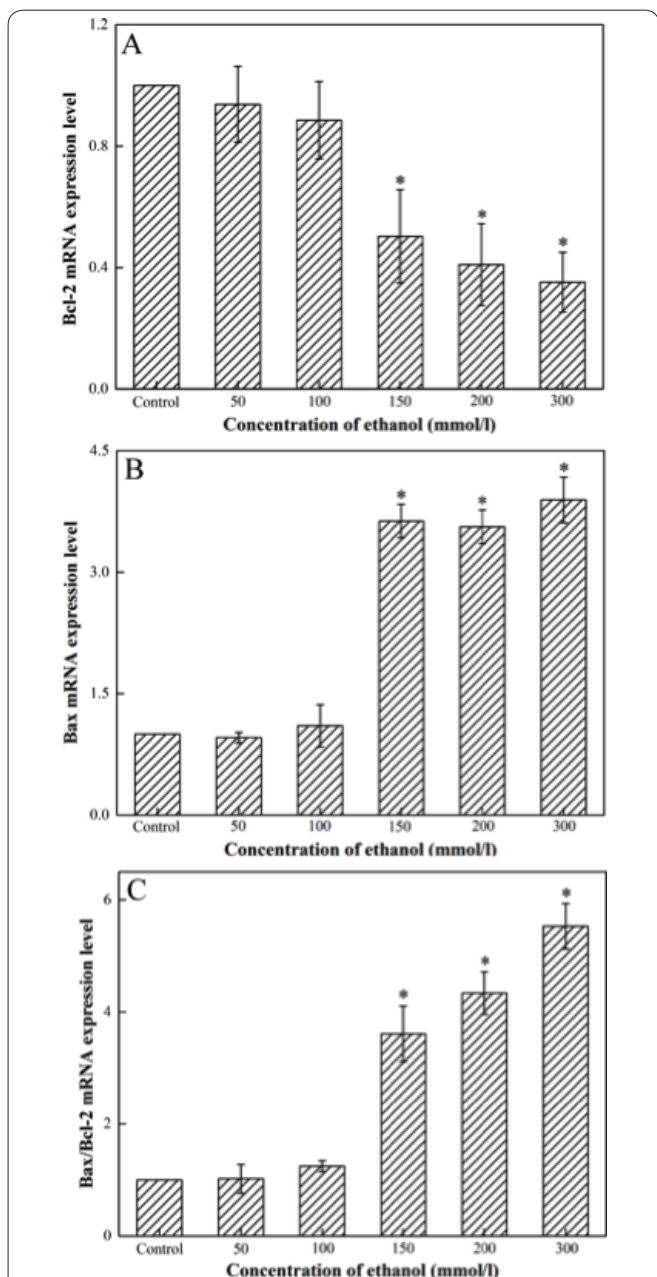 A
Bcl-2 mRNA expression level
1.2
0.8
0.4
0.0
* * *
Control 50 100 150 200 300
Concentration of ethanol (mmol/l)
B
Bax mRNA expression level
4.5
3.0
1.5
0.0
* * *
Control 50 100 150 200 300
Concentration of ethanol (mmol/l)
C
Bax/Bcl-2 mRNA expression level
6
4
2
0
* * *
Control 50 100 150 200 300
Concentration of ethanol (mmol/l)